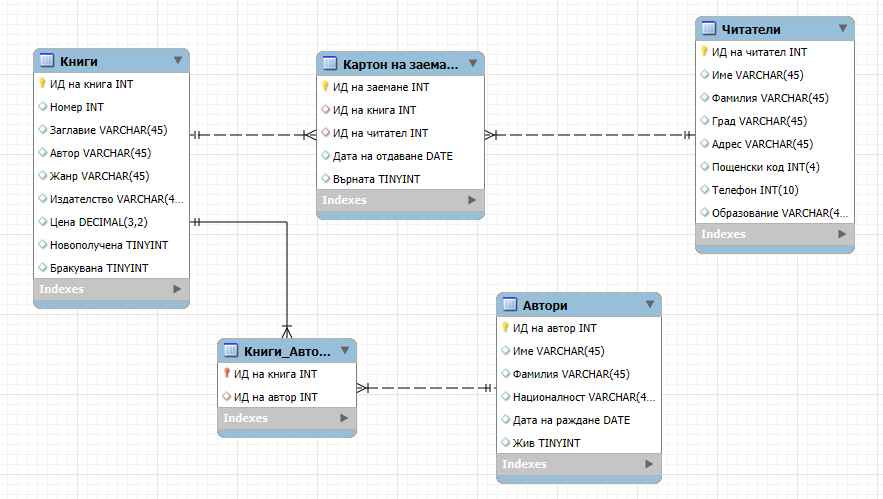 Книги
ИД на книга INT
Номер INT
Заглавие VARCHAR(45)
Автор VARCHAR(45)
Жанр VARCHAR(45)
Издателство VARCHAR(4...
Цена DECIMAL(3,2)
Новополучена TINYINT
Бракувана TINYINT
Indexes
Картон на заема...
ИД на заемане INT
ИД на книга INT
ИД на читател INT
Дата на отдаване DATE
Върната TINYINT
Indexes
Читатели
ИД на читател INT
Име VARCHAR(45)
Фамилия VARCHAR(45)
Град VARCHAR(45)
Адрес VARCHAR(45)
Пощенски код INT(4)
Телефон INT(10)
Образование VARCHAR(4...
Indexes
Книги_Авто...
ИД на книга INT
ИД на автор INT
Indexes
Автори
ИД на автор INT
Име VARCHAR(45)
Фамилия VARCHAR(45)
Националност VARCHAR(4...
Дата на раждане DATE
Жив TINYINT
Indexes